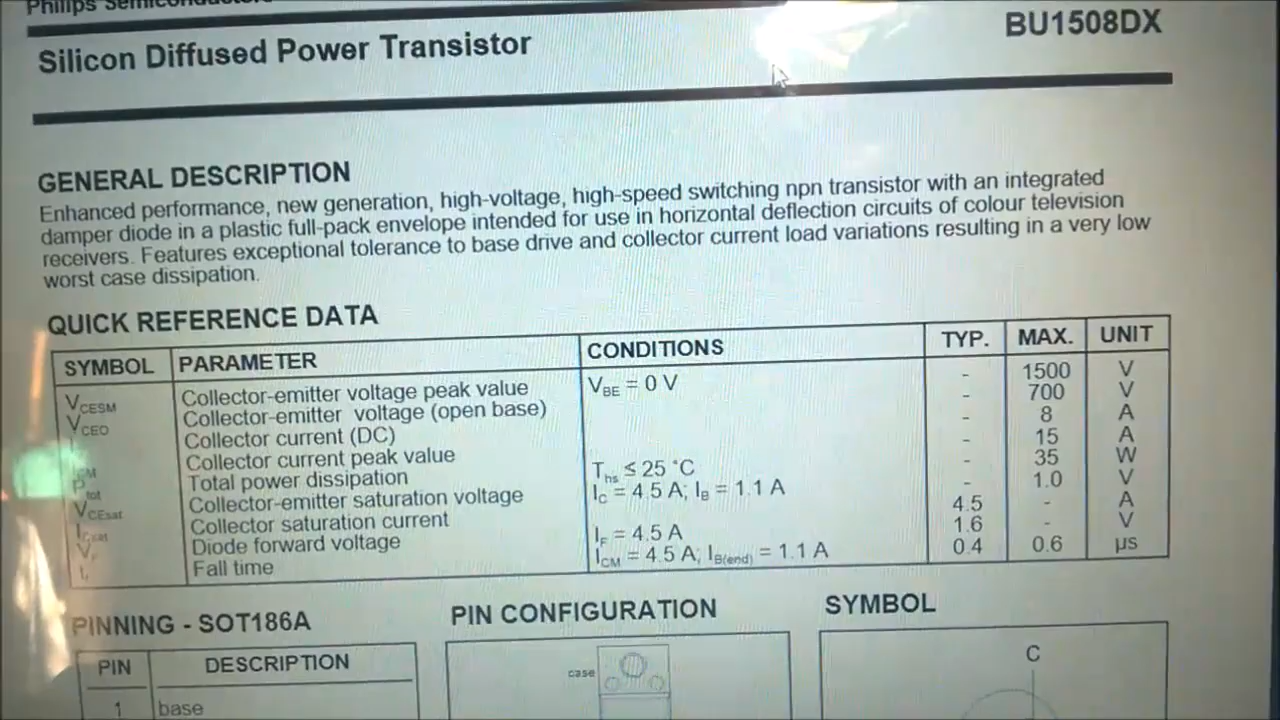 Philips Semiconductors
Silicon Diffused Power Transistor BU1508DX
GENERAL DESCRIPTION
Enhanced performance, new generation, high-voltage, high-speed switching npn transistor with an integrated
damper diode in a plastic full-pack envelope intended for use in horizontal deflection circuits of colour television
receivers. Features exceptional tolerance to base drive and collector current load variations resulting in a very low
worst case dissipation.
QUICK REFERENCE DATA
SYMBOL PARAMETER CONDITIONS TYP. MAX. UNIT
VCESM Collector-emitter voltage peak value VBE = 0 V - 1500 V
VCEO Collector-emitter voltage (open base) - 700 V
Collector current (DC) - 8 A
Collector current peak value - 15 A
Ptot Total power dissipation Ths ≤ 25 ˚C - 35 W
VCEsat Collector-emitter saturation voltage IC = 4.5 A; IB = 1.1 A - 1.0 V
ICsat Collector saturation current 4.5 - A
VF Diode forward voltage IF = 4.5 A 1.6 - V
tf Fall time ICM = 4.5 A; IB(end) = 1.1 A 0.4 0.6 µs
PINNING - SOT186A PIN CONFIGURATION SYMBOL
PIN DESCRIPTION
case
C
1 base